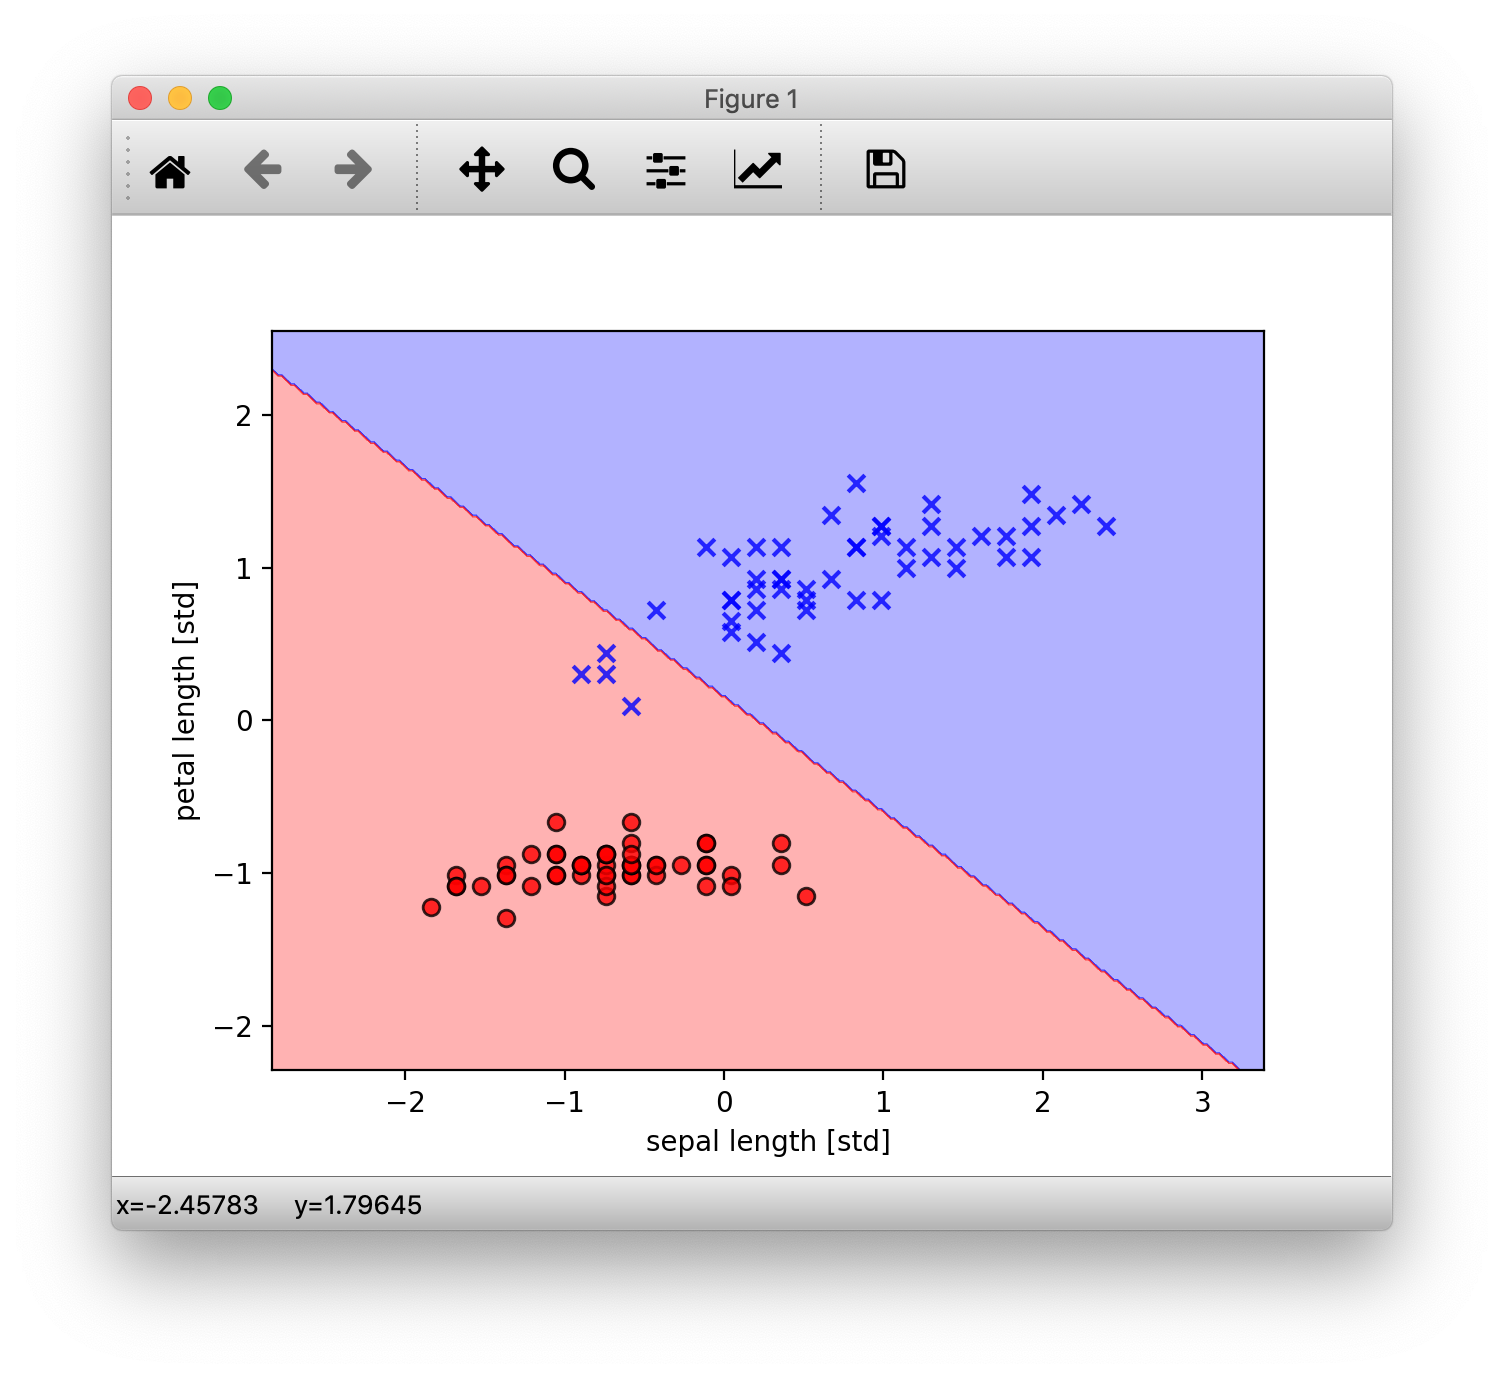 Figure 1
2
1
0
−1
−2
petal length [std]
−2 −1 0 1 2 3
sepal length [std]
x=-2.45783 y=1.79645